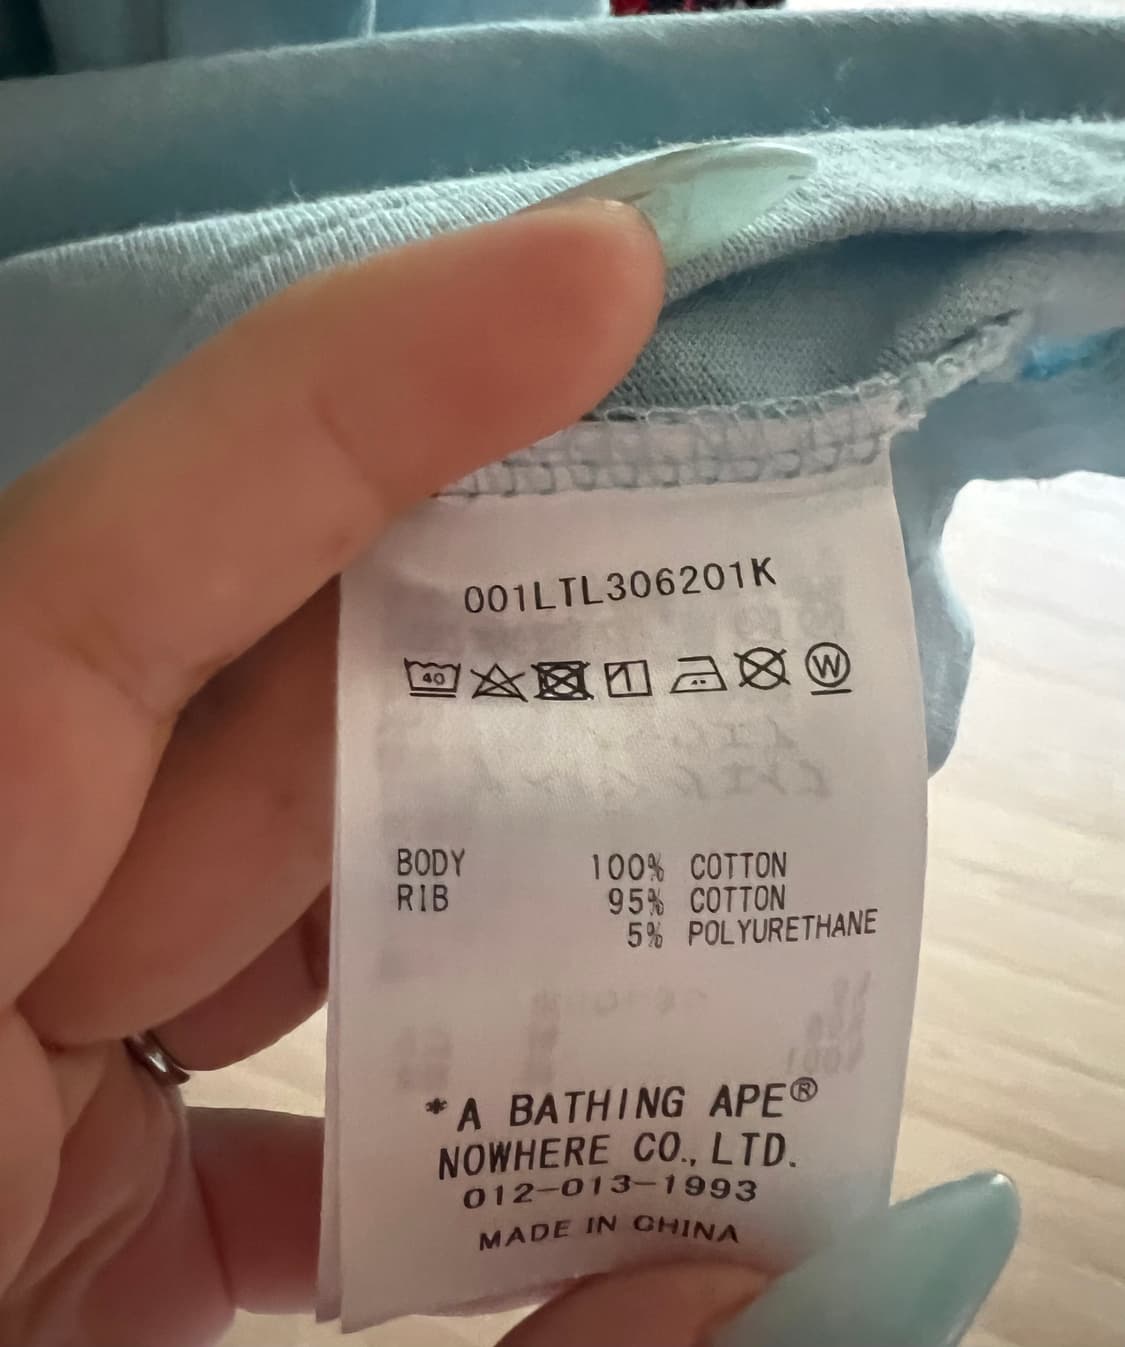 001LTL306201K
40 W
BODY 100% COTTON
RIB 95% COTTON
5% POLYURETHANE
*A BATHING APE®
NOWHERE CO., LTD.
012-013-1993
MADE IN CHINA